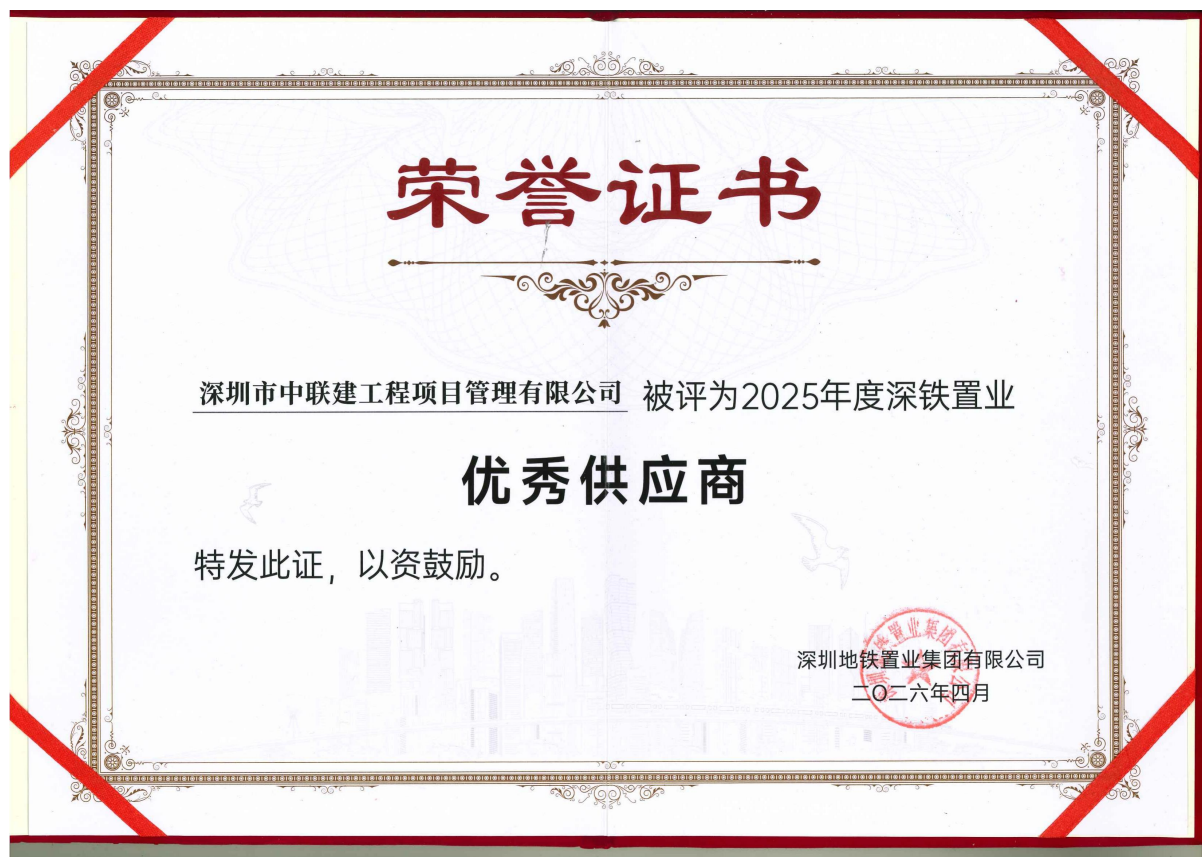 荣誉证书
深圳市中联建工程项目管理有限公司 被评为2025年度深铁置业
优秀供应商
特发此证，以资鼓励。
深圳地铁置业集团有限公司
二〇二六年四月